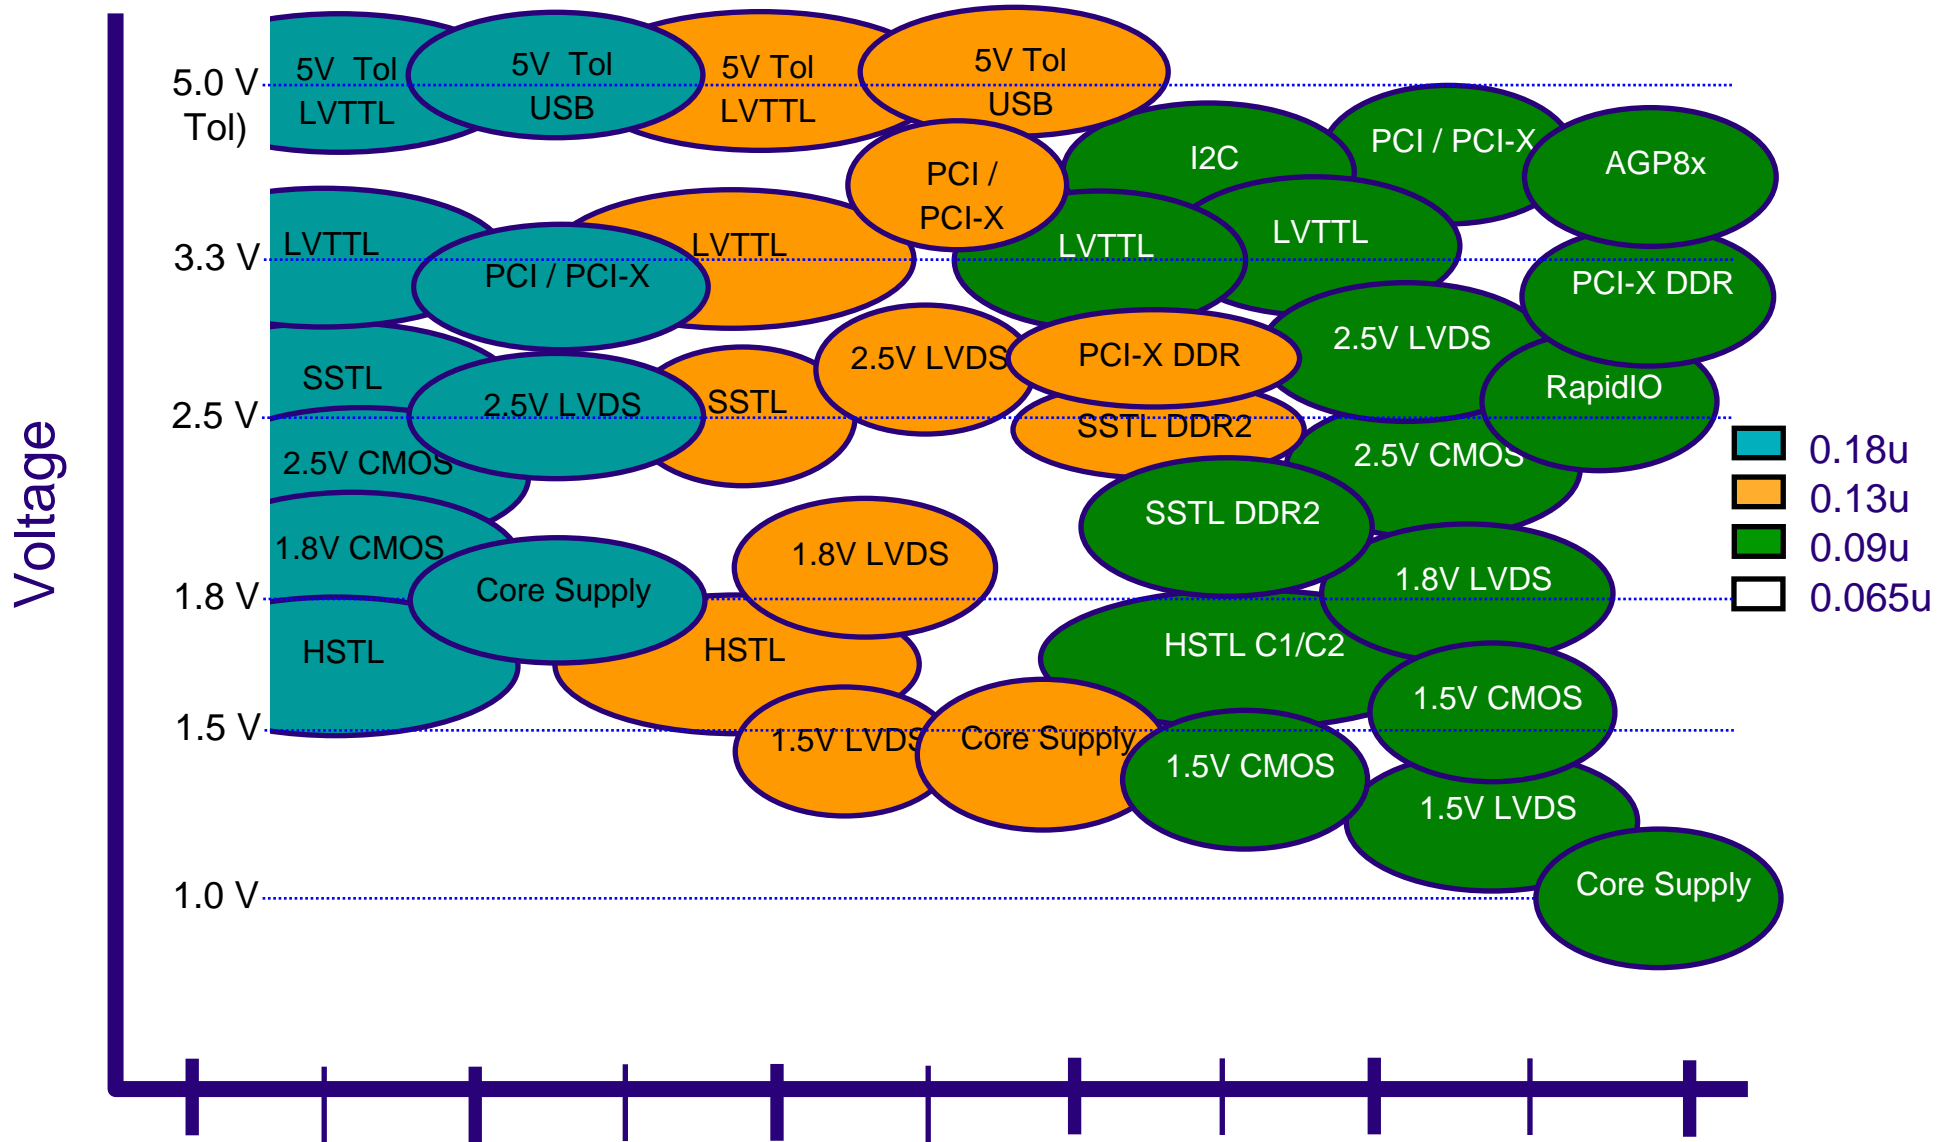 5.0 V
Tol)
3.3 V
2.5 V
1.8 V
1.5 V
1.0 V
Voltage
5V  Tol
LVTTL
5V  Tol
USB
5V Tol
LVTTL
5V Tol
USB
PCI /
PCI-X
I2C
PCI / PCI-X
AGP8x
LVTTL
PCI / PCI-X
LVTTL
LVTTL
LVTTL
PCI-X DDR
SSTL
2.5V LVDS
SSTL
2.5V LVDS
PCI-X DDR
2.5V LVDS
RapidIO
2.5V CMOS
SSTL DDR2
2.5V CMOS
SSTL DDR2
1.8V CMOS
Core Supply
1.8V LVDS
1.8V LVDS
HSTL
HSTL
HSTL C1/C2
1.5V CMOS
1.5V LVDS
Core Supply
1.5V CMOS
1.5V LVDS
Core Supply
0.18u
0.13u
0.09u
0.065u